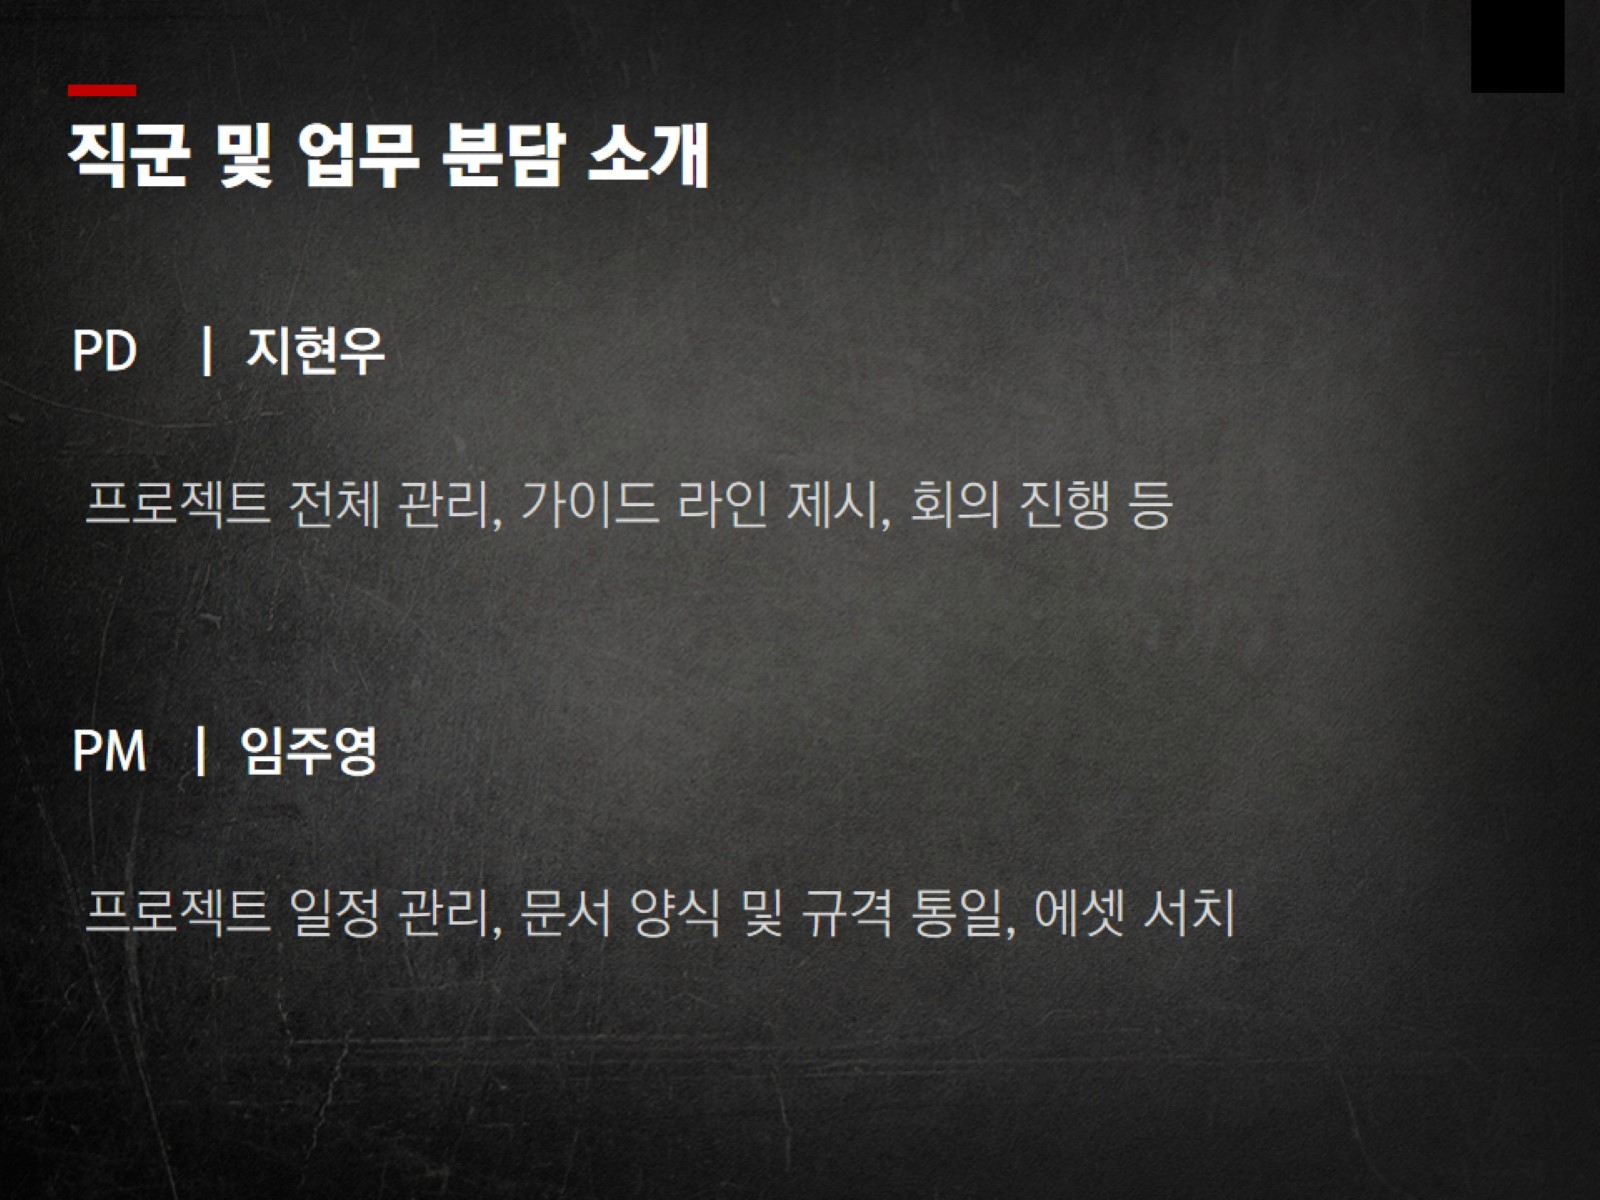 직군 및 업무 분담 소개
PD | 지현우
프로젝트 전체 관리, 가이드 라인 제시, 회의 진행 등
PM | 임주영
프로젝트 일정 관리, 문서 양식 및 규격 통일, 에셋 서치